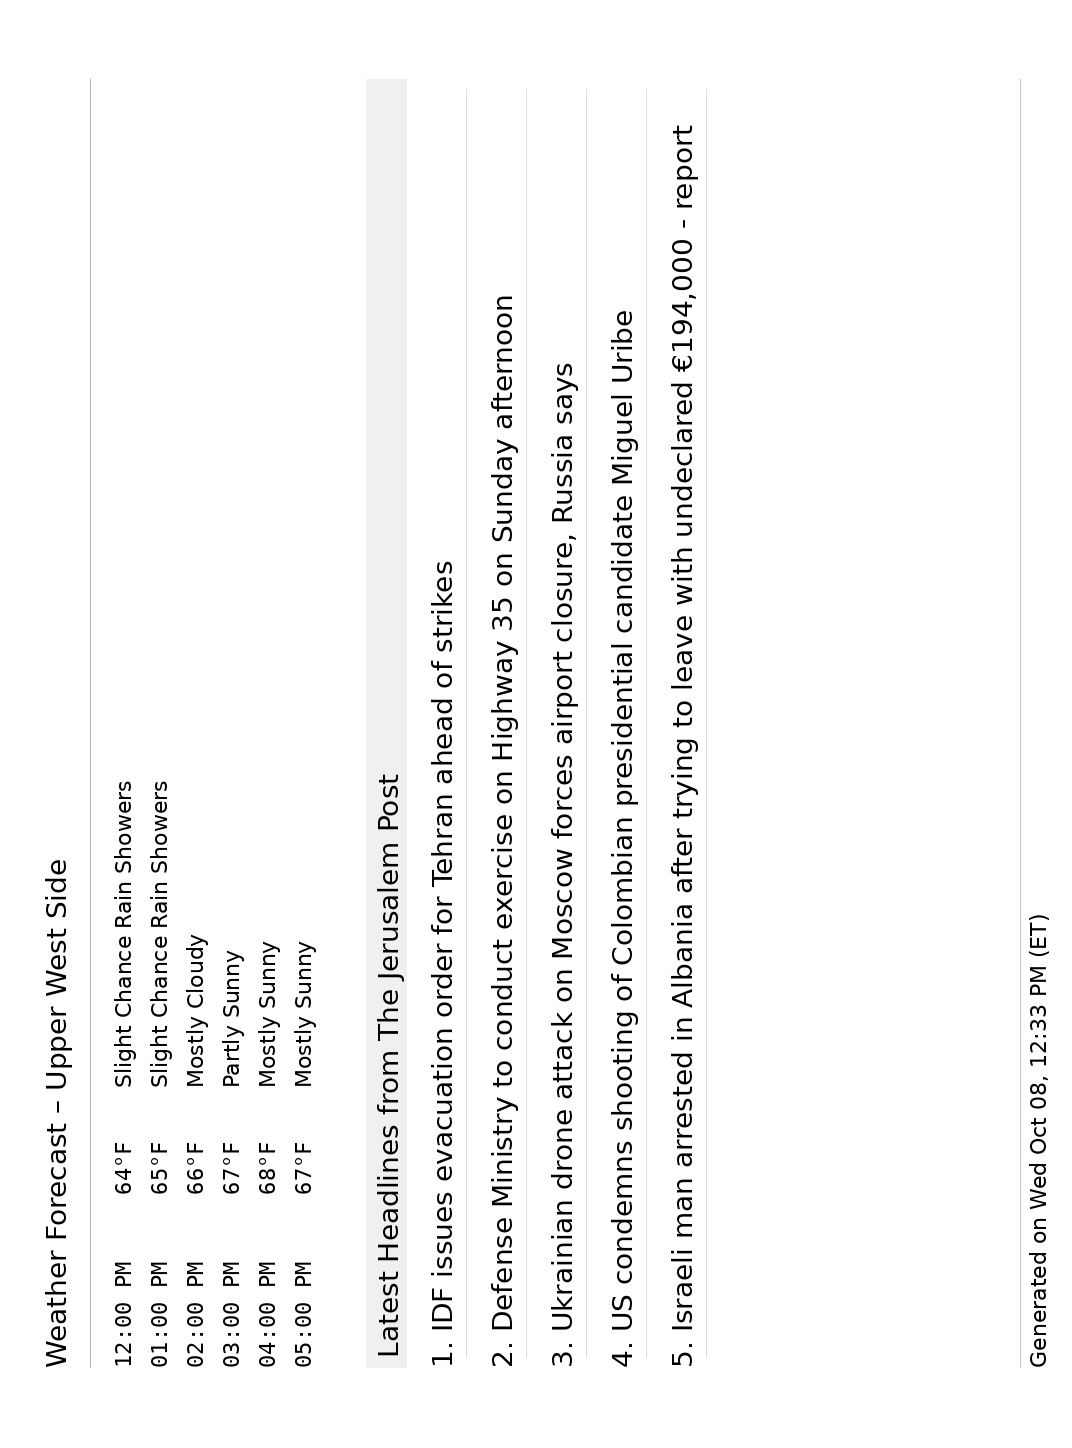 Weather Forecast – Upper West Side
12:00 PM 64°F Slight Chance Rain Showers
01:00 PM 65°F Slight Chance Rain Showers
02:00 PM 66°F Mostly Cloudy
03:00 PM 67°F Partly Sunny
04:00 PM 68°F Mostly Sunny
05:00 PM 67°F Mostly Sunny
Latest Headlines from The Jerusalem Post
1. IDF issues evacuation order for Tehran ahead of strikes
2. Defense Ministry to conduct exercise on Highway 35 on Sunday afternoon
3. Ukrainian drone attack on Moscow forces airport closure, Russia says
4. US condemns shooting of Colombian presidential candidate Miguel Uribe
5. Israeli man arrested in Albania after trying to leave with undeclared €194,000 - report
Generated on Wed Oct 08, 12:33 PM (ET)